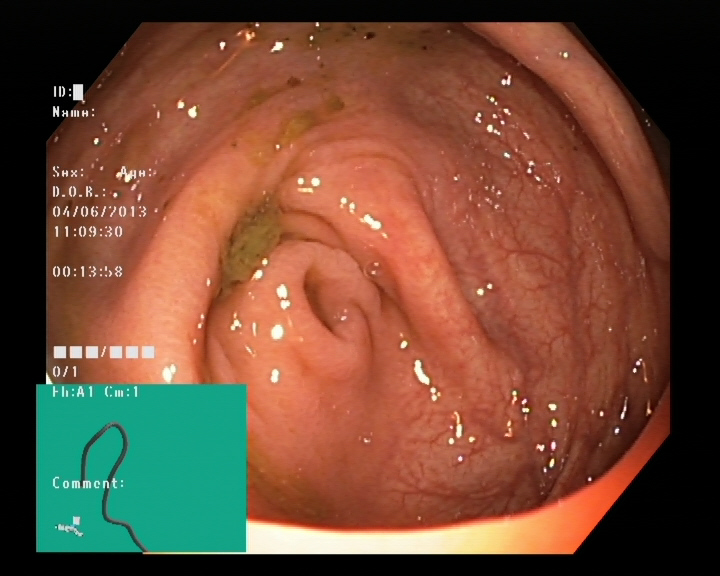 ID:
Name:
Sex: Age:
D.O.B.:
04/06/2013
11:09:30
00:13:58
■■■/■■■
0/1
Eh:A1 Cm:1
Comment: